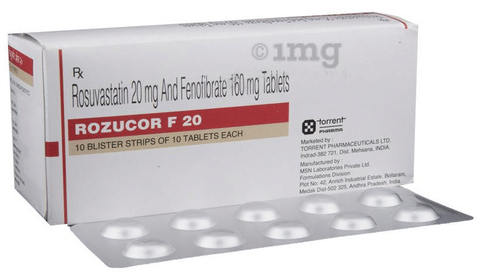 ©1mg
Rx
Rosuvastatin 20 mg And Fenofibrate 160 mg Tablets
ROZUCOR F 20
10 BLISTER STRIPS OF 10 TABLETS EACH
torrent
PHARMA
Marketed by :
TORRENT PHARMACEUTICALS LTD.
Indrad-382 721, Dist. Mehsana, INDIA.
Manufactured by :
MSN Laboratories Private Ltd.
Formulations Division
Plot No: 42, Anrich Industrial Estate, Bollaram,
Medak Dist-502 325, Andhra Pradesh, INDIA.
ROZUCOR F 20